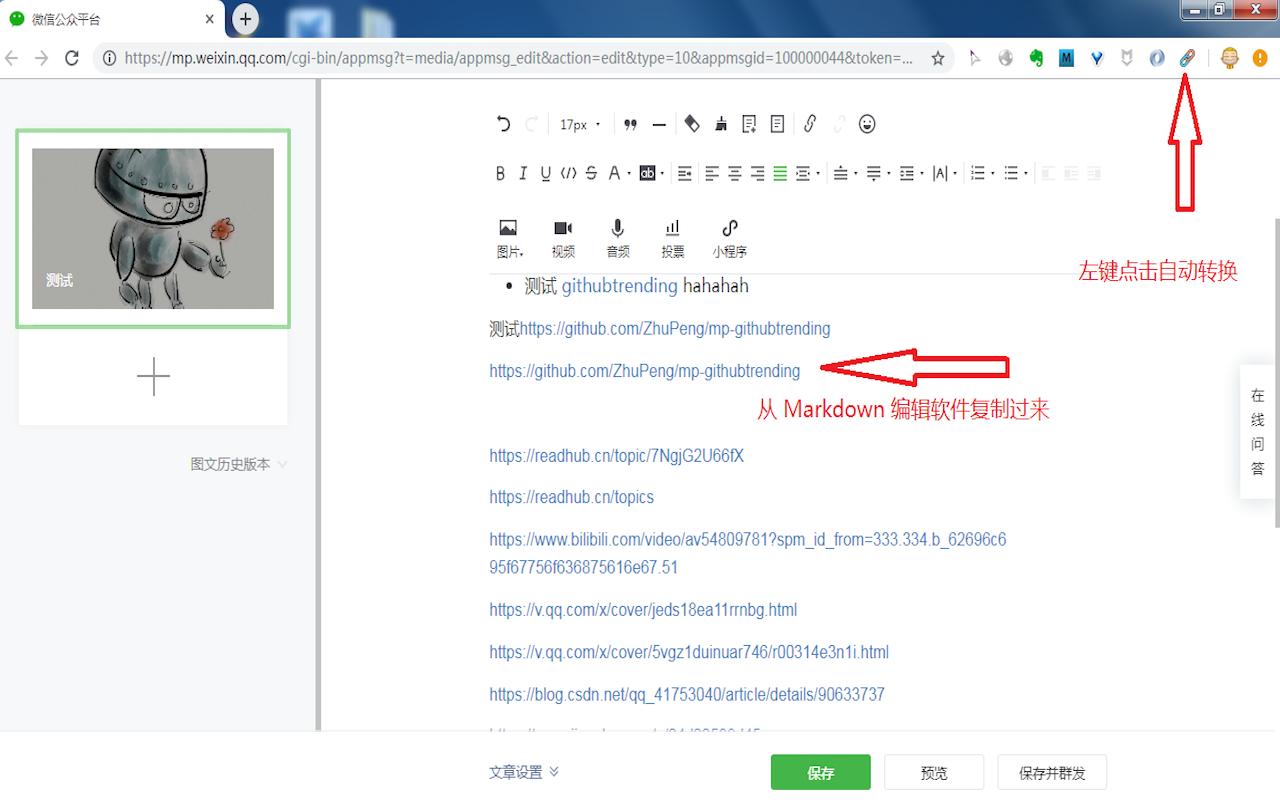 微信公众平台
https://mp.weixin.qq.com/cgi-bin/appmsg?t=media/appmsg_edit&action=edit&type=10&appmsgid=100000044&token=...
17px
B I U S A ab
|A|
图片 视频 音频 投票 小程序
左键点击自动转换
测试
测试 githubtrending hahahah
测试https://github.com/ZhuPeng/mp-githubtrending
https://github.com/ZhuPeng/mp-githubtrending
从 Markdown 编辑软件复制过来
图文历史版本
在线问答
https://readhub.cn/topic/7NgjG2U66fX
https://readhub.cn/topics
https://www.bilibili.com/video/av54809781?spm_id_from=333.334.b_62696c6
95f67756f636875616e67.51
https://v.qq.com/x/cover/jeds18ea11rrnbg.html
https://v.qq.com/x/cover/5vgz1duinuar746/r00314e3n1i.html
https://blog.csdn.net/qq_41753040/article/details/90633737
文章设置
保存
预览
保存并群发